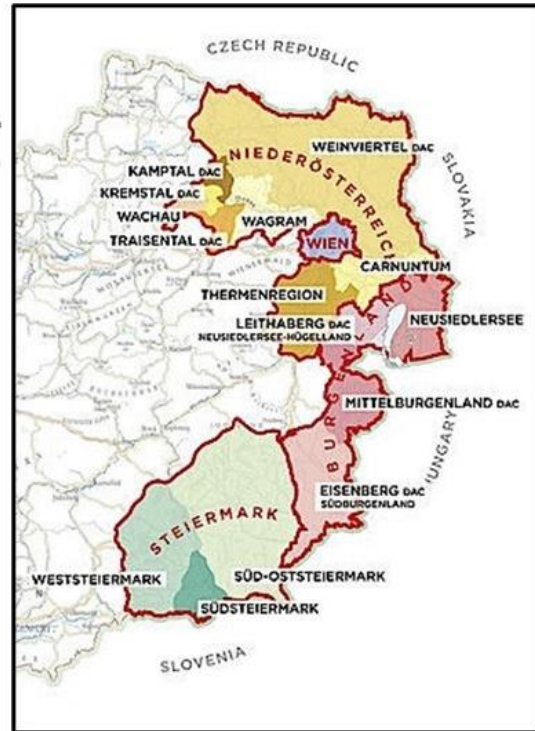 CZECH REPUBLIC
WEINVIERTEL DAC
NIEDERÖSTERREICH
SLOVAKIA
KAMPTAL DAC
KREMSTAL DAC
WACHAU
WAGRAM
TRAISENTAL DAC
WIEN
CARNUNTUM
THERMENREGION
LEITHABERG DAC
NEUSIEDLERSEE-HÜGELLAND
NEUSIEDLERSEE
BURGENLAND
MITTELBURGENLAND DAC
HUNGARY
EISENBERG DAC
SÜDBURGENLAND
STEIERMARK
WESTSTEIERMARK
SÜD-OSTSTEIERMARK
SÜDSTEIERMARK
SLOVENIA